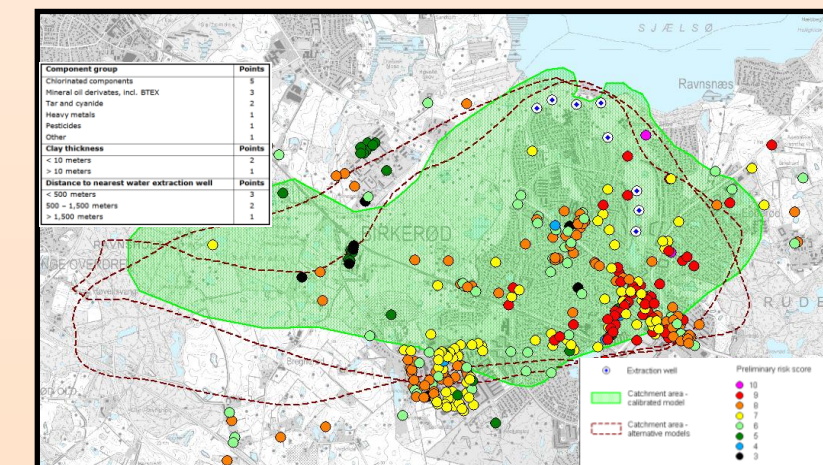 SJÆLSØ
Ravnsnæs
Component group Points
Chlorinated components 5
Mineral oil derivates, incl. BTEX 3
Tar and cyanide 2
Heavy metals 1
Pesticides 1
Other 1
Clay thickness Points
< 10 meters 2
> 10 meters 1
Distance to nearest water extraction well Points
< 500 meters 3
500 – 1,500 meters 2
> 1,500 meters 1
RKERØD
RUDE
Extraction well
Catchment area -
calibrated model
Catchment area -
alternative models
Preliminary risk score
10
9
8
7
6
5
4
3